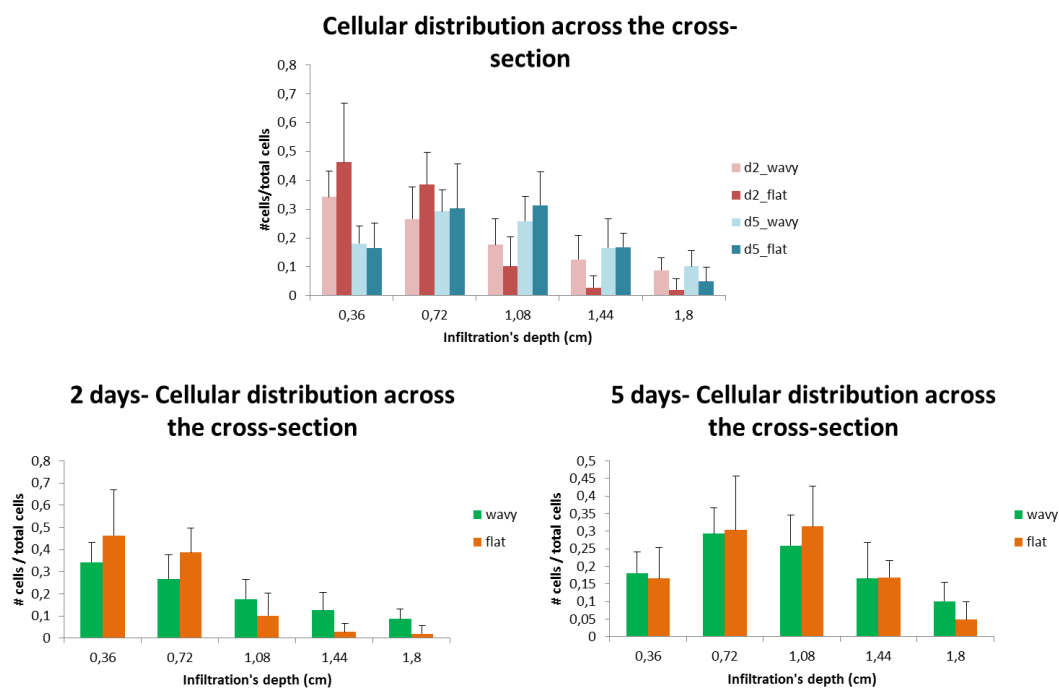 Cellular distribution across the cross-
section
0,8
0,7
0,6
0,5
0,4
0,3
0,2
0,1
0
#cells/total cells
0,36 0,72 1,08 1,44 1,8
Infiltration's depth (cm)
d2_wavy
d2_flat
d5_wavy
d5_flat
2 days- Cellular distribution across
the cross-section
0,8
0,7
0,6
0,5
0,4
0,3
0,2
0,1
0
# cells / total cells
0,36 0,72 1,08 1,44 1,8
Infiltration's depth (cm)
wavy
flat
5 days- Cellular distribution across
the cross-section
0,5
0,45
0,4
0,35
0,3
0,25
0,2
0,15
0,1
0,05
0
# cells / total cells
0,36 0,72 1,08 1,44 1,8
Infiltration's depth (cm)
wavy
flat